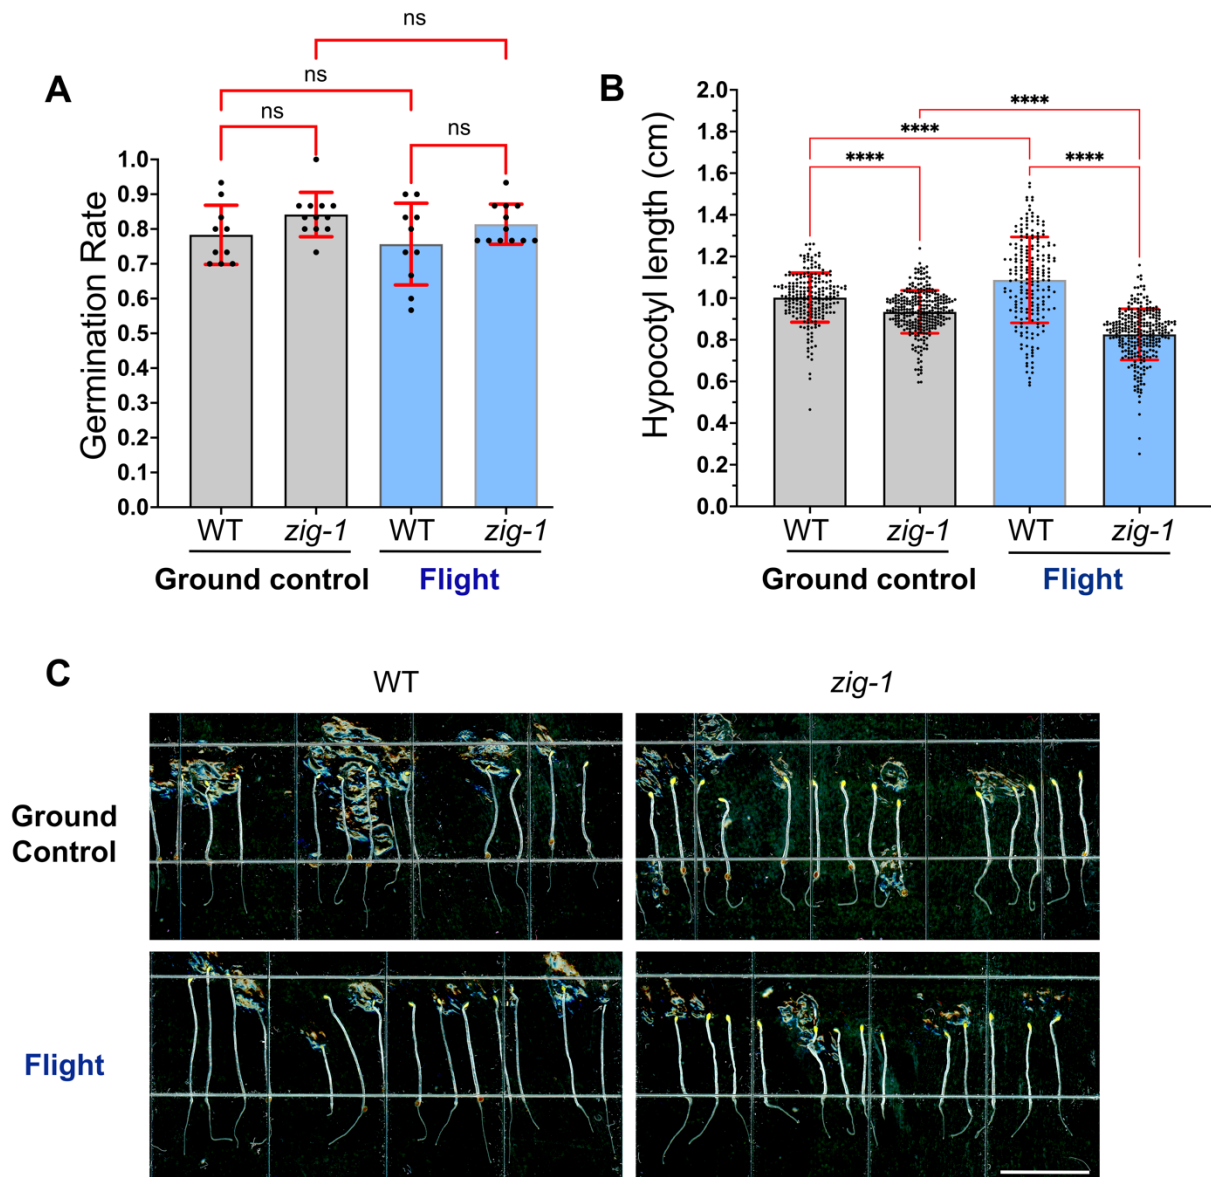 A
ns
ns
ns
ns
Germination Rate
1.0
0.9
0.8
0.7
0.6
0.5
0.4
0.3
0.2
0.1
0.0
WT zig-1 WT zig-1
Ground control Flight
B
****
****
****
****
Hypocotyl length (cm)
2.0
1.8
1.6
1.4
1.2
1.0
0.8
0.6
0.4
0.2
0.0
WT zig-1 WT zig-1
Ground control Flight
C
WT zig-1
Ground
Control
Flight